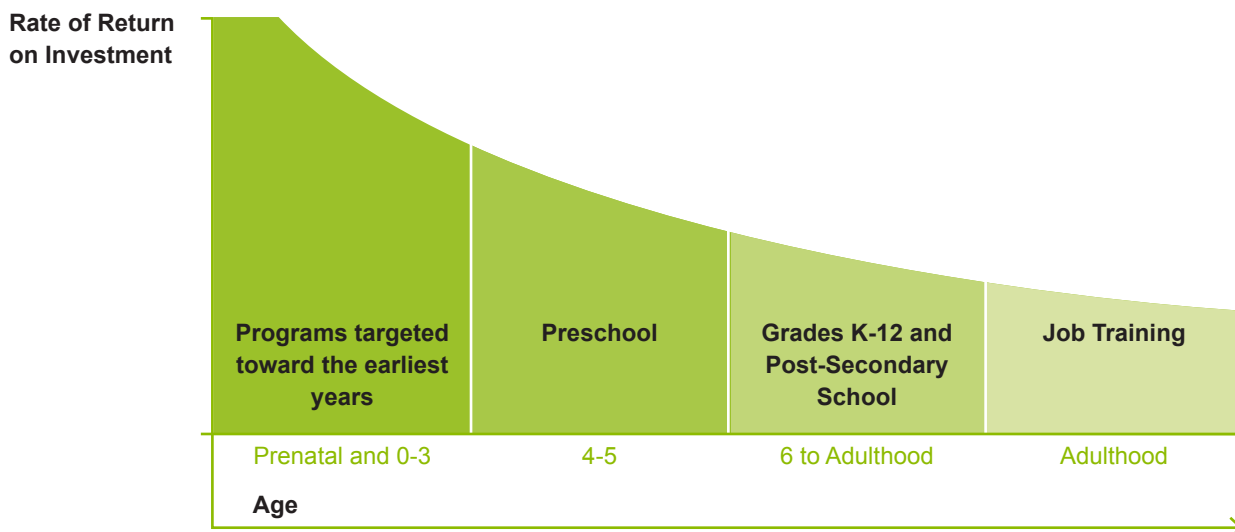 Rate of Return
on Investment
Programs targeted
toward the earliest
years
Preschool
Grades K-12 and
Post-Secondary
School
Job Training
Prenatal and 0-3
4-5
6 to Adulthood
Adulthood
Age